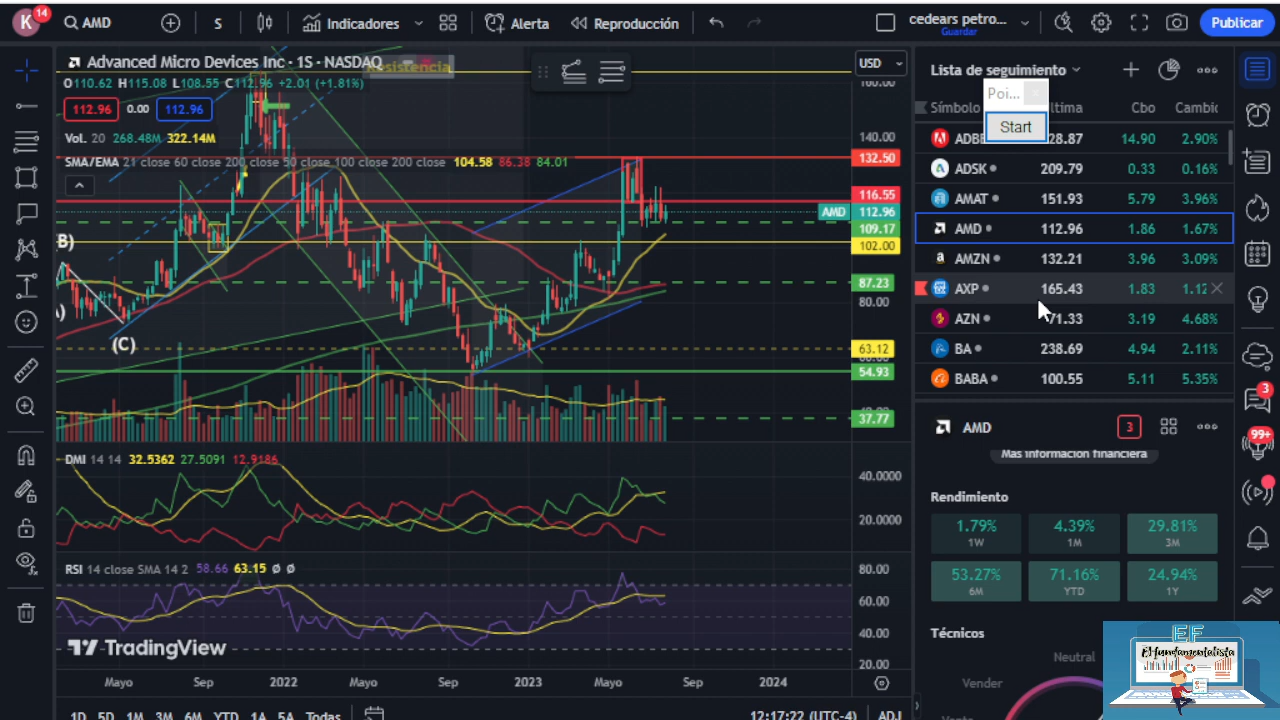 K 14 AMD S Indicadores Alerta Reproducción cedears petro... Guardar Publicar
Advanced Micro Devices Inc · 1S · NASDAQ
Resistencia
USD
O110.62 H115.08 L108.55 C112.96 +2.01 (+1.81%)
112.96 0.00 112.96
Vol. 20 268.48M 322.14M
SMA/EMA 21 close 60 close 200 close 50 close 100 close 200 close 104.58 86.38 84.01
160.00
140.00
132.50
116.55
AMD 112.96
109.17
102.00
87.23
80.00
63.12
60.00
54.93
37.77
B)
(C)
DMI 14 14 32.5362 27.5091 12.9186
40.0000
20.0000
RSI 14 close SMA 14 2 58.66 63.15 Ø Ø
80.00
60.00
40.00
20.00
TradingView
Mayo Sep 2022 Mayo Sep 2023 Mayo Sep 2024
1D 5D 1M 3M 6M YTD 1A 5A Todas 12:17:22 (UTC-4) ADJ
Lista de seguimiento
Poi...
Start
Símbolo Cbo
ADSK 209.79 0.33 0.16%
AMAT 151.93 5.79 3.96%
AMD 112.96 1.86 1.67%
AMZN 132.21 3.96 3.09%
AXP 165.43 1.83
AZN 71.33 3.19 4.68%
BA 238.69 4.94 2.11%
BABA 100.55 5.11 5.35%
AMD 3
Más información financiera
Rendimiento
1.79% 4.39% 29.81%
1W 1M 3M
53.27% 71.16% 24.94%
6M YTD 1Y
Técnicos
Neutral
Vender
3
99+
EF
El fundamentalista